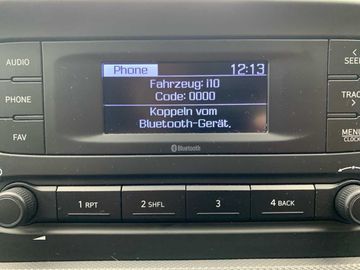 Phone 12:13
Fahrzeug: i10
Code: 0000
Koppeln vom
Bluetooth-Gerät.
AUDIO
PHONE
FAV
SEEK
TRACK
MENU
CLOCK
Bluetooth
1 RPT
2 SHFL
3
4 BACK